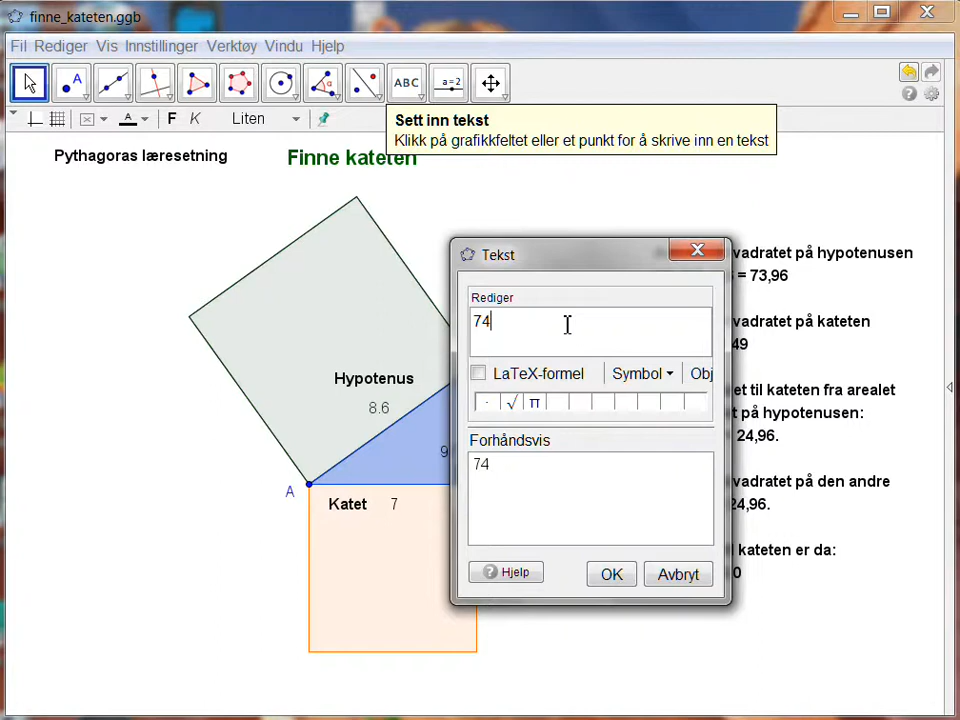 finne_kateten.ggb
Fil Rediger Vis Innstillinger Verktøy Vindu Hjelp
A ABC a=2
F K Liten
Sett inn tekst
Klikk på grafikkfeltet eller et punkt for å skrive inn en tekst
Pythagoras læresetning
Finne kateten
Tekst
Rediger
74
LaTeX-formel Symbol Obj
√ π
Forhåndsvis
74
Hjelp OK Avbryt
Hypotenus
8.6
9
A
Katet 7
vadratet på hypotenusen
= 73,96
vadratet på kateten
49
et til kateten fra arealet
t på hypotenusen:
24,96.
vadratet på den andre
24,96.
kateten er da:
0